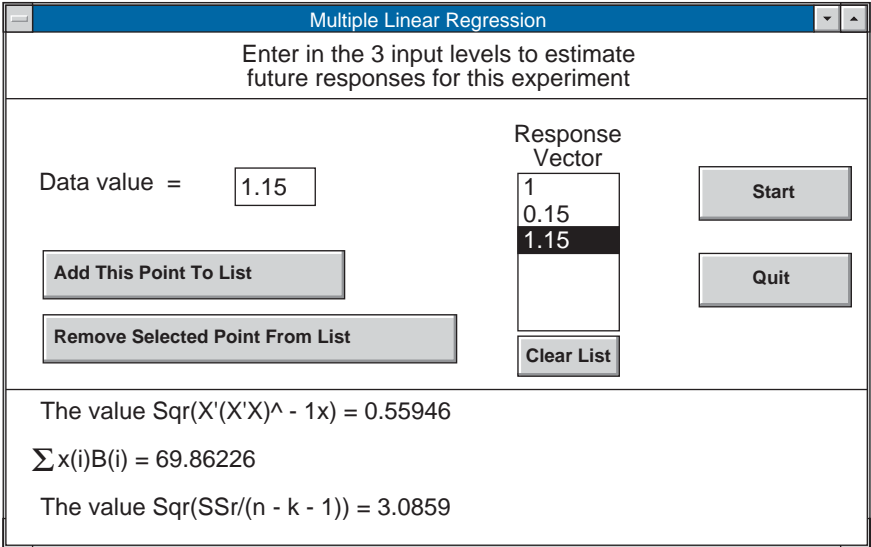 Multiple Linear Regression
Enter in the 3 input levels to estimate
future responses for this experiment
Data value =
1.15
Add This Point To List
Remove Selected Point From List
Response
Vector
1
0.15
1.15
Clear List
Start
Quit
The value Sqr(X'(X'X)^ - 1x) = 0.55946
∑x(i)B(i) = 69.86226
The value Sqr(SSr/(n - k - 1)) = 3.0859